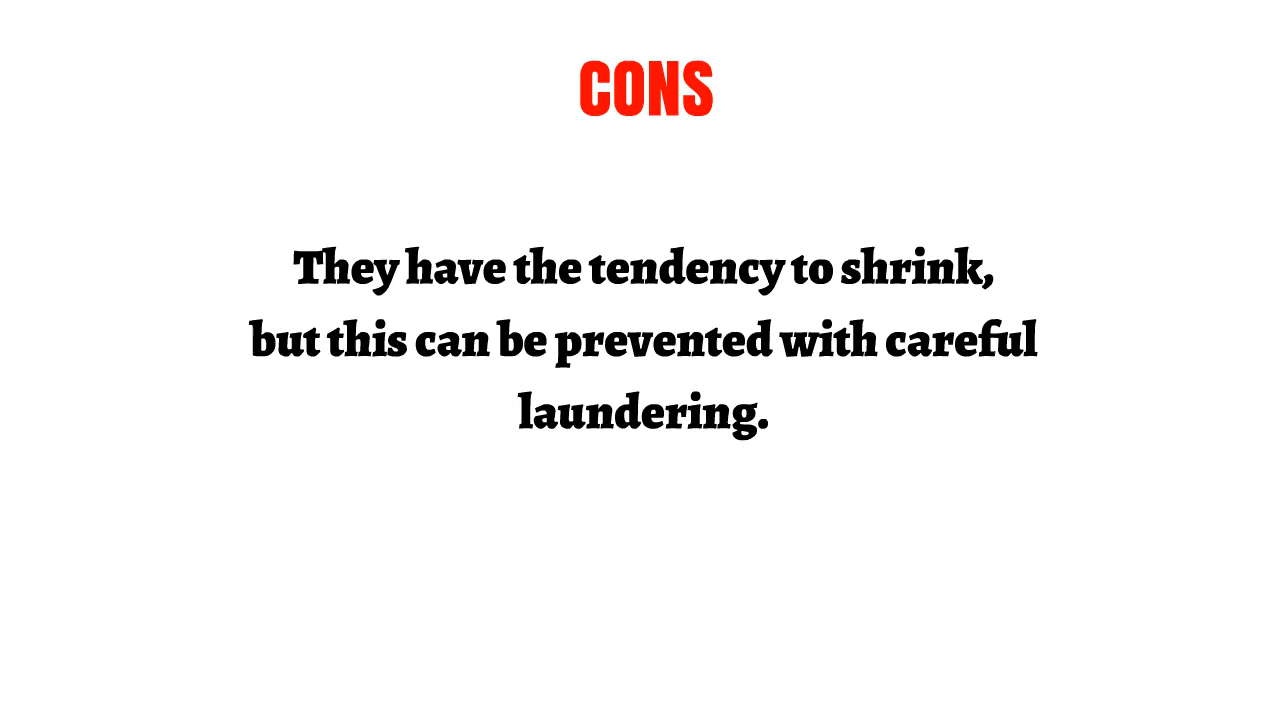 CONS
They have the tendency to shrink,
but this can be prevented with careful
laundering.